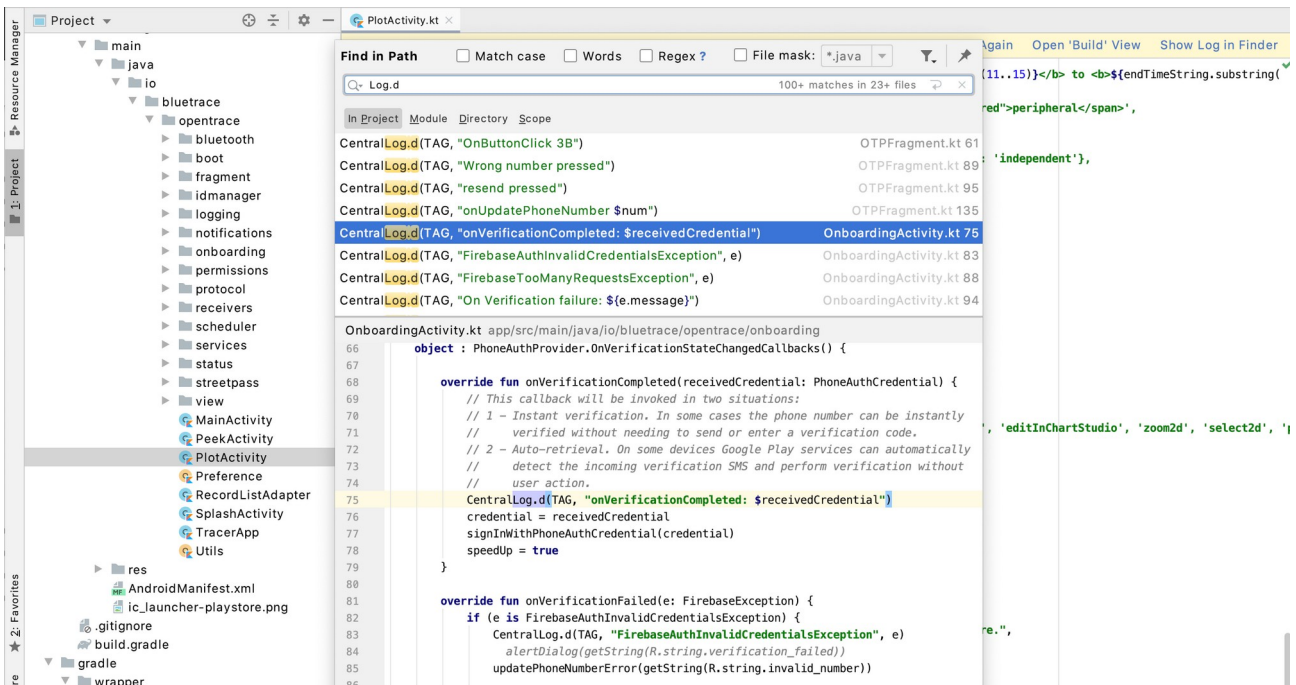 Project
PlotActivity.kt
Resource Manager
1: Project
2: Favorites
main
java
io
bluetrace
opentrace
bluetooth
boot
fragment
idmanager
logging
notifications
onboarding
permissions
protocol
receivers
scheduler
services
status
streetpass
view
MainActivity
PeekActivity
PlotActivity
Preference
RecordListAdapter
SplashActivity
TracerApp
Utils
res
AndroidManifest.xml
ic_launcher-playstore.png
.gitignore
build.gradle
gradle
wrapper
Find in Path Match case Words Regex ? File mask: *.java
Log.d 100+ matches in 23+ files
In Project Module Directory Scope
CentralLog.d(TAG, "OnButtonClick 3B") OTPFragment.kt 61
CentralLog.d(TAG, "Wrong number pressed") OTPFragment.kt 89
CentralLog.d(TAG, "resend pressed") OTPFragment.kt 95
CentralLog.d(TAG, "onUpdatePhoneNumber $num") OTPFragment.kt 135
CentralLog.d(TAG, "onVerificationCompleted: $receivedCredential") OnboardingActivity.kt 75
CentralLog.d(TAG, "FirebaseAuthInvalidCredentialsException", e) OnboardingActivity.kt 83
CentralLog.d(TAG, "FirebaseTooManyRequestsException", e) OnboardingActivity.kt 88
CentralLog.d(TAG, "On Verification failure: ${e.message}") OnboardingActivity.kt 94
OnboardingActivity.kt app/src/main/java/io/bluetrace/opentrace/onboarding
66 object : PhoneAuthProvider.OnVerificationStateChangedCallbacks() {
67
68 override fun onVerificationCompleted(receivedCredential: PhoneAuthCredential) {
69 // This callback will be invoked in two situations:
70 // 1 – Instant verification. In some cases the phone number can be instantly
71 // verified without needing to send or enter a verification code.
72 // 2 – Auto-retrieval. On some devices Google Play services can automatically
73 // detect the incoming verification SMS and perform verification without
74 // user action.
75 CentralLog.d(TAG, "onVerificationCompleted: $receivedCredential")
76 credential = receivedCredential
77 signInWithPhoneAuthCredential(credential)
78 speedUp = true
79 }
80
81 override fun onVerificationFailed(e: FirebaseException) {
82 if (e is FirebaseAuthInvalidCredentialsException) {
83 CentralLog.d(TAG, "FirebaseAuthInvalidCredentialsException", e)
84 alertDialog(getString(R.string.verification_failed))
85 updatePhoneNumberError(getString(R.string.invalid_number))
Again Open 'Build' View Show Log in Finder
(11..15)}</b> to <b>${endTimeString.substring(
red">peripheral</span>',
: 'independent'},
', 'editInChartStudio', 'zoom2d', 'select2d', 'p
re.",